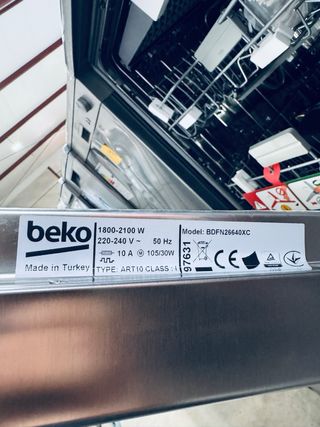 beko
Made in Turkey
1800-2100 W
220-240 V ~ 50 Hz
10 A 105/30W
TYPE: ART10 CLASS : I
Model: BDFN26640XC
97631
CE